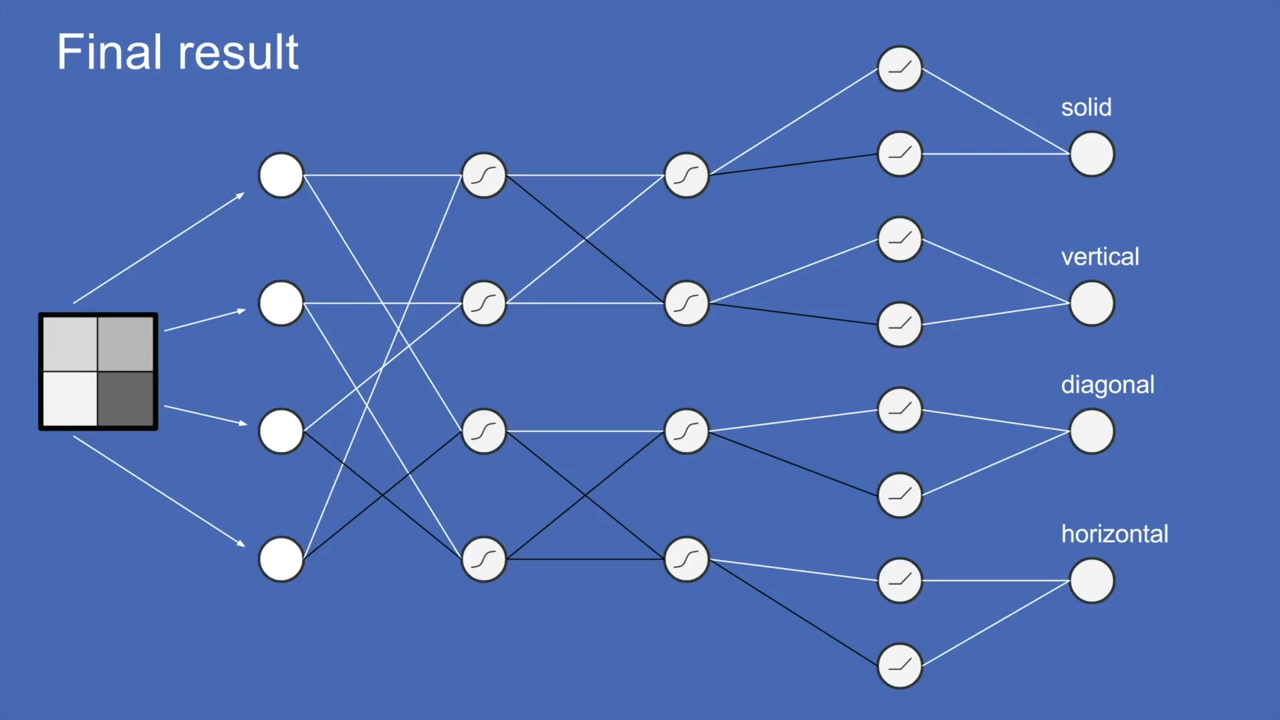 Final result
solid
vertical
diagonal
horizontal